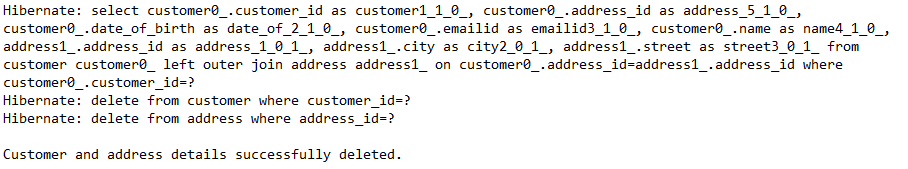 Hibernate: select customer0_.customer_id as customer1_1_0_, customer0_.address_id as address_5_1_0_,
customer0_.date_of_birth as date_of_2_1_0_, customer0_.emailid as emailid3_1_0_, customer0_.name as name4_1_0_,
address1_.address_id as address_1_0_1_, address1_.city as city2_0_1_, address1_.street as street3_0_1_ from
customer customer0_ left outer join address address1_ on customer0_.address_id=address1_.address_id where
customer0_.customer_id=?
Hibernate: delete from customer where customer_id=?
Hibernate: delete from address where address_id=?
Customer and address details successfully deleted.